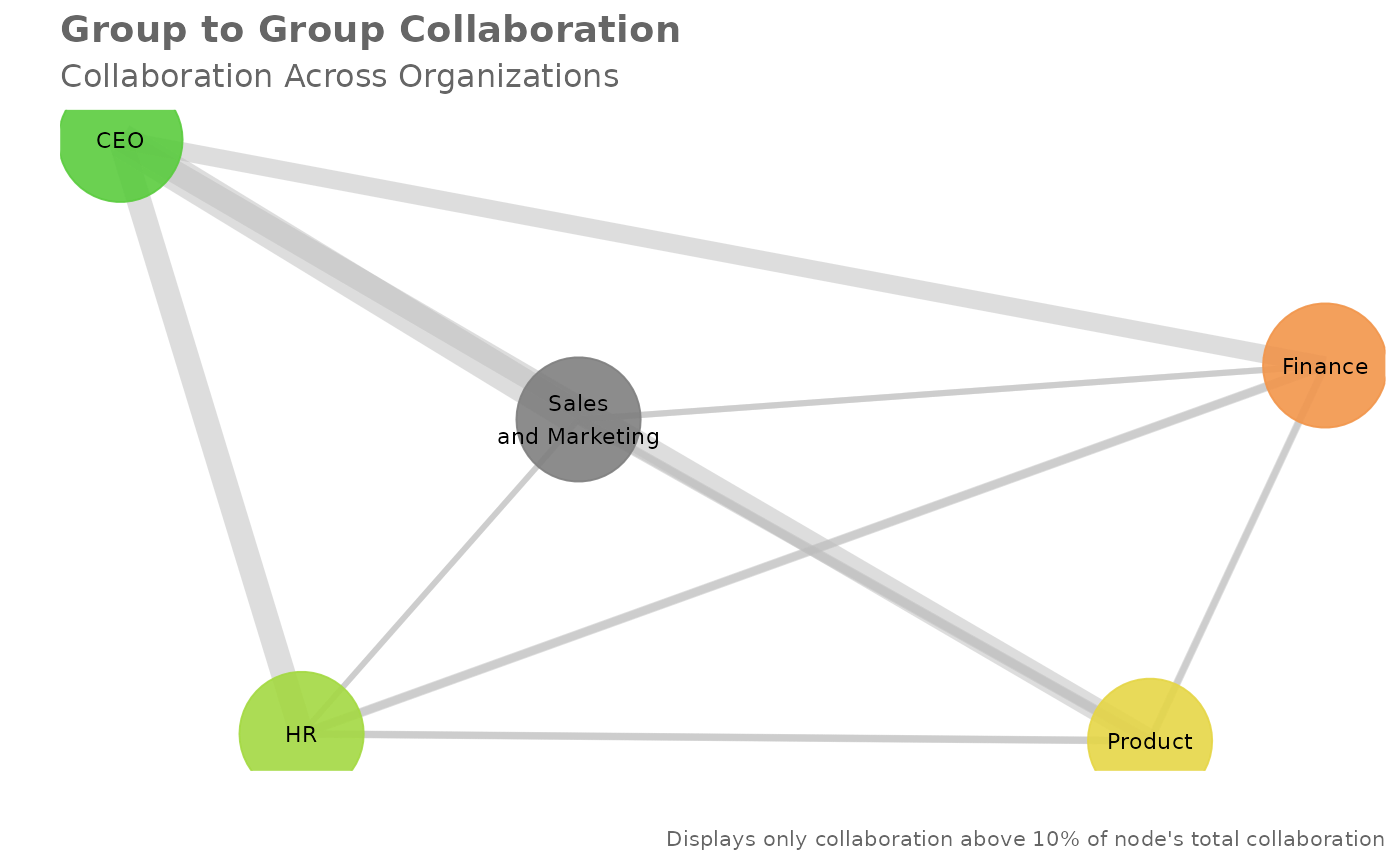 Group to Group Collaboration
Collaboration Across Organizations
CEO
Finance
Sales
and Marketing
HR
Product
Displays only collaboration above 10% of node's total collaboration